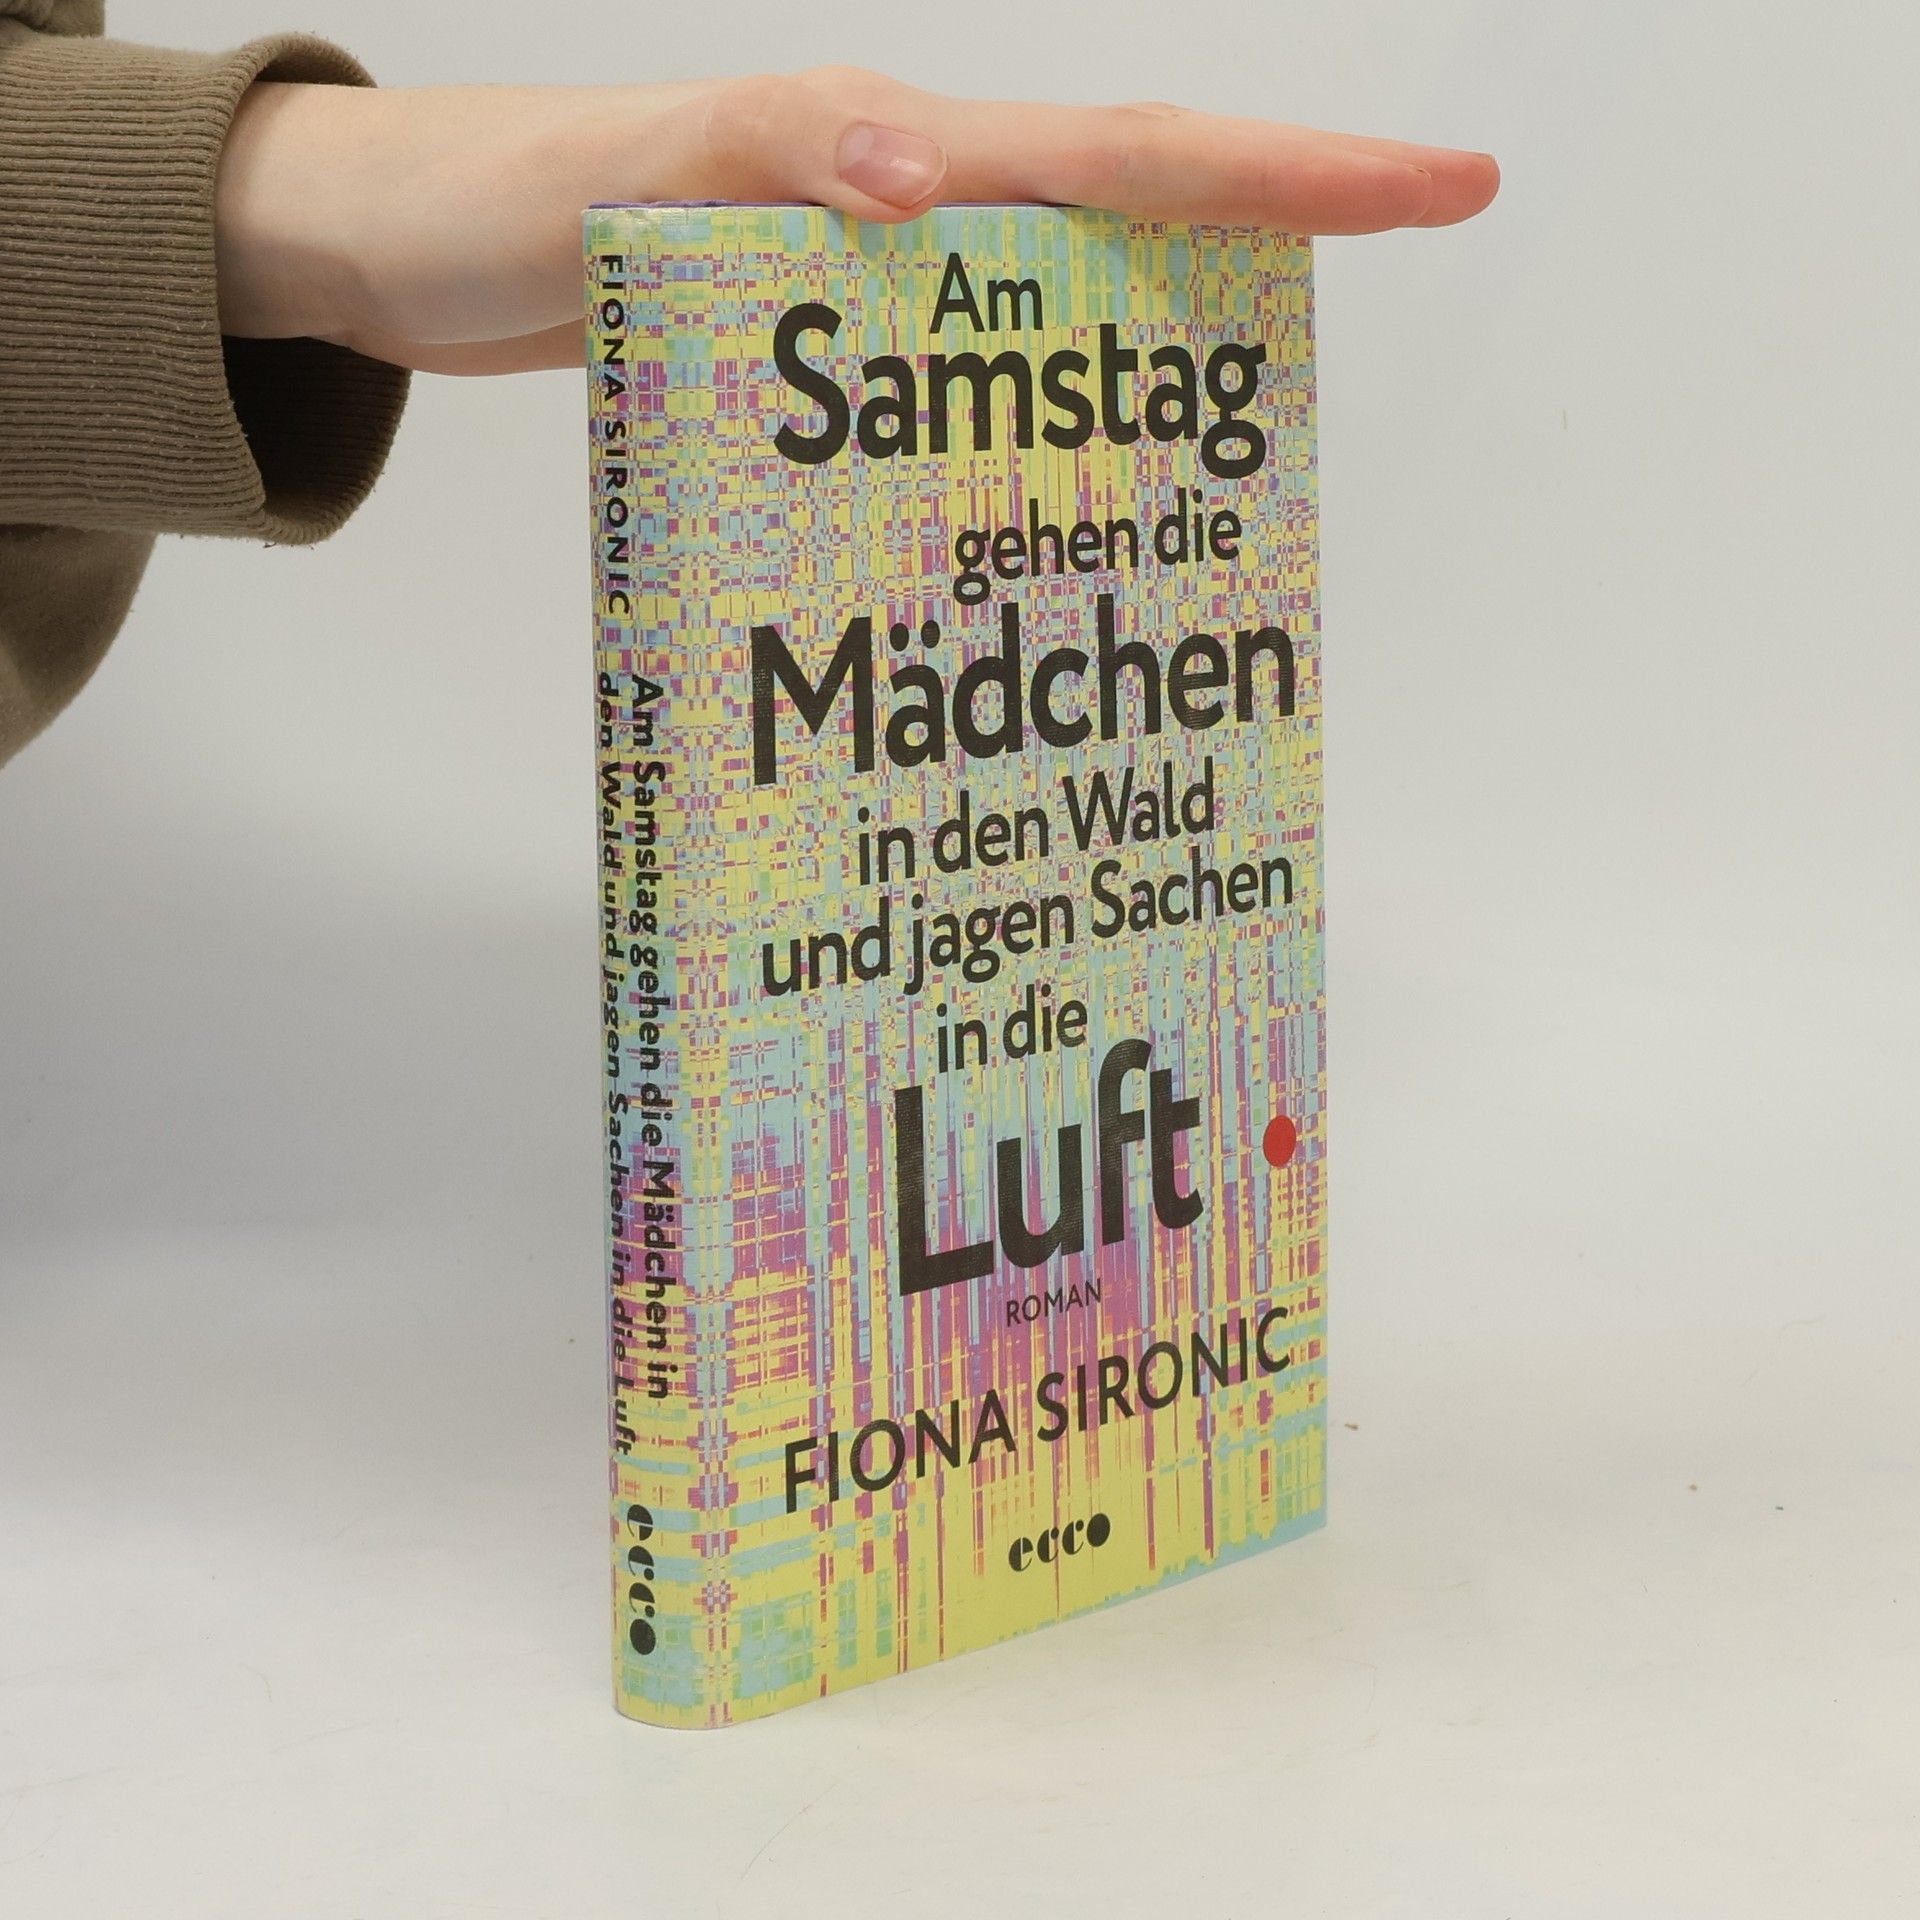 FIONA SIRONIC
Am Samstag gehen die Mädchen in
den Wald und jagen Sachen in die Luft
ecco
Am
Samstag
gehen die
Mädchen
in den Wald
und jagen Sachen
in die
Luft
ROMAN
FIONA SIRONIC
ecco